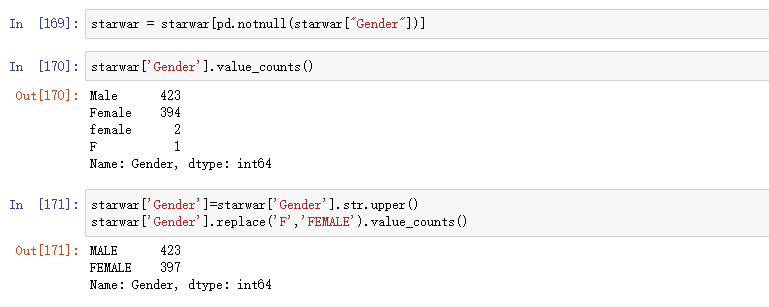 In [169]: starwar = starwar[pd.notnull(starwar["Gender"])]
In [170]: starwar['Gender'].value_counts()
Out[170]: Male 423
Female 394
female 2
F 1
Name: Gender, dtype: int64
In [171]: starwar['Gender']=starwar['Gender'].str.upper()
starwar['Gender'].replace('F','FEMALE').value_counts()
Out[171]: MALE 423
FEMALE 397
Name: Gender, dtype: int64